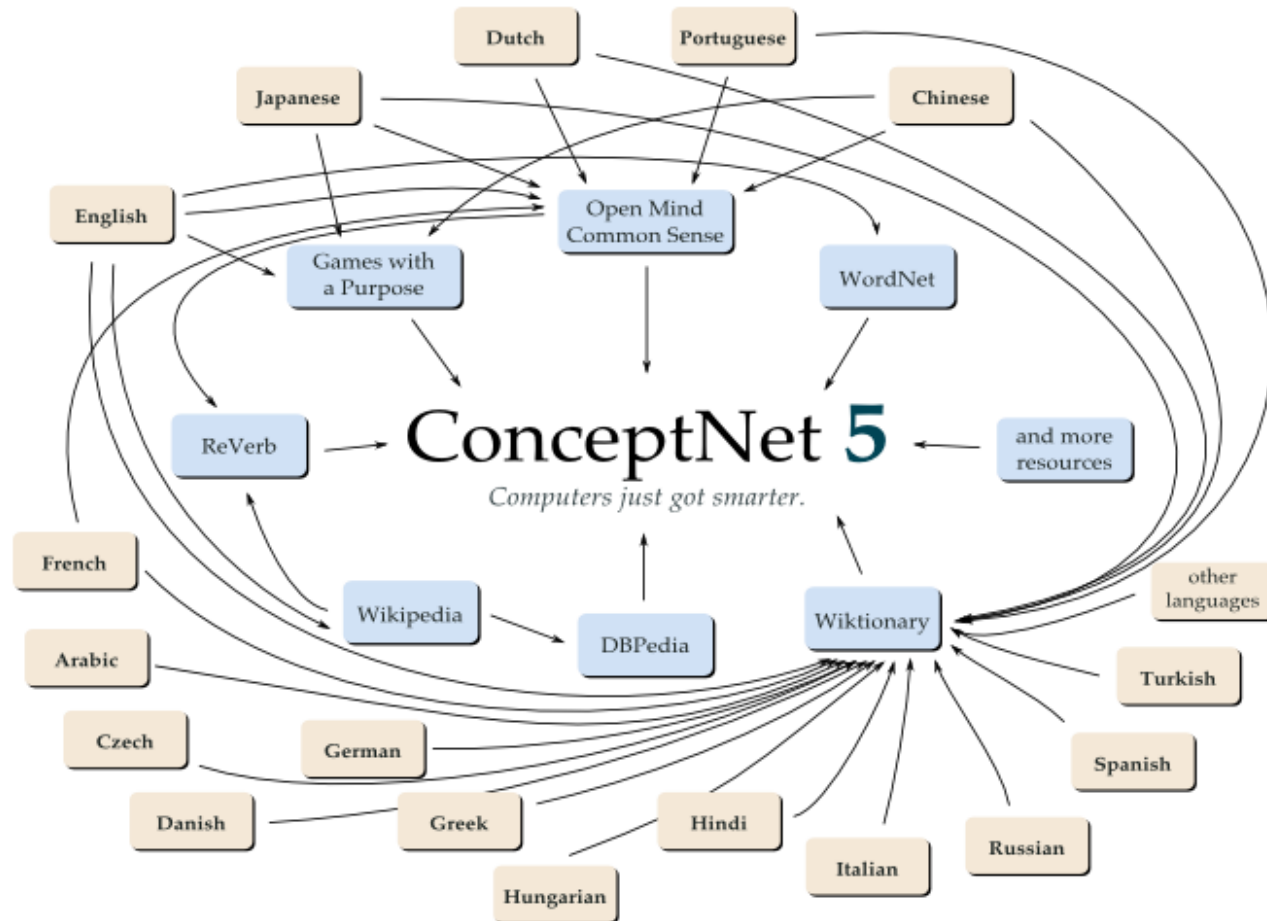 Dutch
Portuguese
Japanese
Chinese
English
Open Mind
Common Sense
Games with
a Purpose
WordNet
ConceptNet 5
Computers just got smarter.
ReVerb
and more
resources
French
Wikipedia
DBPedia
Wiktionary
other
languages
Arabic
Turkish
Czech
German
Spanish
Danish
Greek
Hindi
Russian
Italian
Hungarian